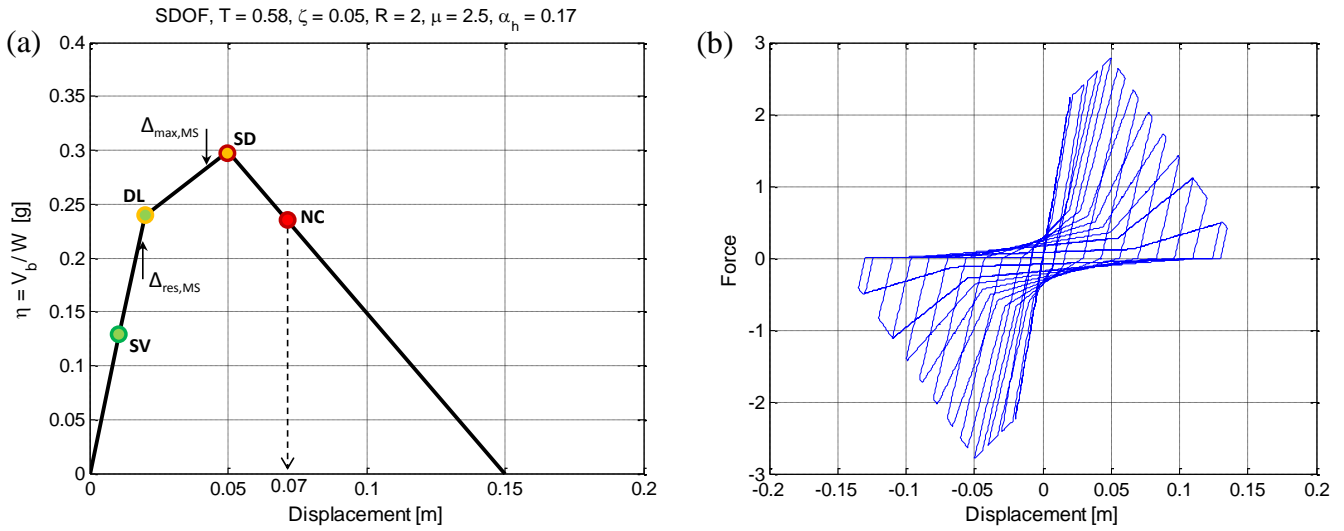 SDOF, T = 0.58, ζ = 0.05, R = 2, μ = 2.5, α_h = 0.17
(a)
0.4
0.35
0.3
0.25
0.2
0.15
0.1
0.05
0
η = V_b/ W [g]
Δmax,MS
SD
DL
NC
Δres,MS
SV
0 0.05 0.07 0.1 0.15 0.2
Displacement [m]
(b)
3
2
1
0
-1
-2
-3
Force
-0.2 -0.15 -0.1 -0.05 0 0.05 0.1 0.15 0.2
Displacement [m]